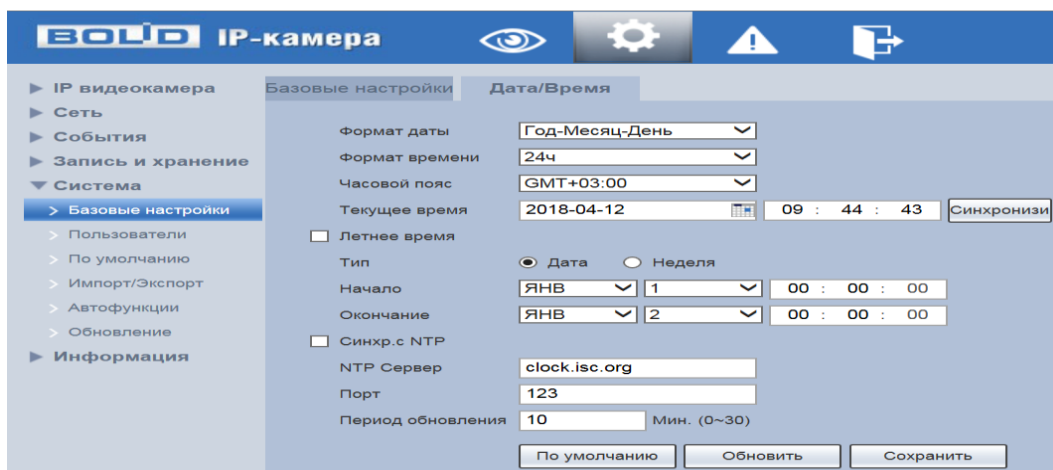 BOLID IP-камера
IP видеокамера
Сеть
События
Запись и хранение
Система
Базовые настройки
Пользователи
По умолчанию
Импорт/Экспорт
Автофункции
Обновление
Информация
Базовые настройки Дата/Время
Формат даты Год-Месяц-День
Формат времени 24ч
Часовой пояс GMT+03:00
Текущее время 2018-04-12 09 : 44 : 43 Синхронизи
Летнее время
Тип Дата Неделя
Начало ЯНВ 1 00 : 00 : 00
Окончание ЯНВ 2 00 : 00 : 00
Синхр.с NTP
NTP Сервер clock.isc.org
Порт 123
Период обновления 10 Мин. (0~30)
По умолчанию Обновить Сохранить